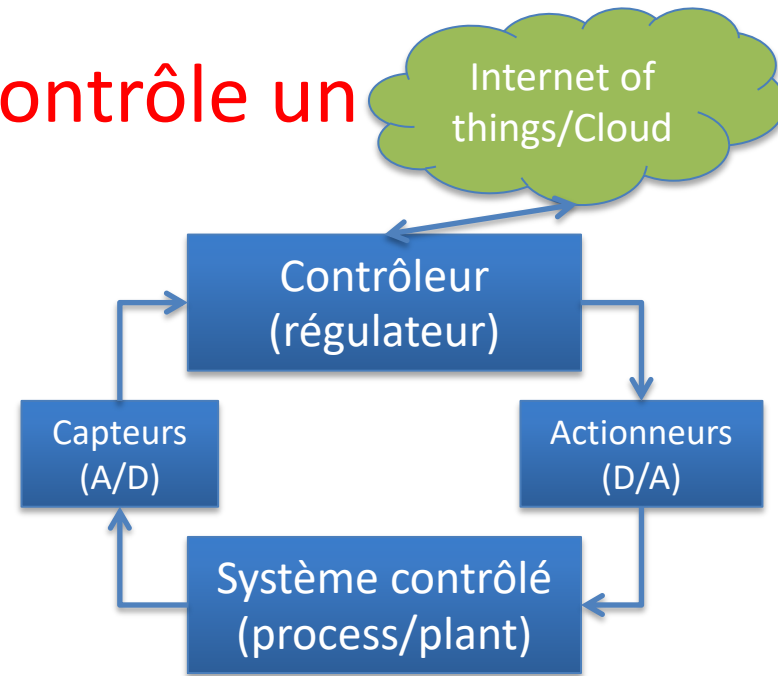 ontrôle un
Internet of
things/Cloud
Contrôleur
(régulateur)
Capteurs
(A/D)
Actionneurs
(D/A)
Système contrôlé
(process/plant)